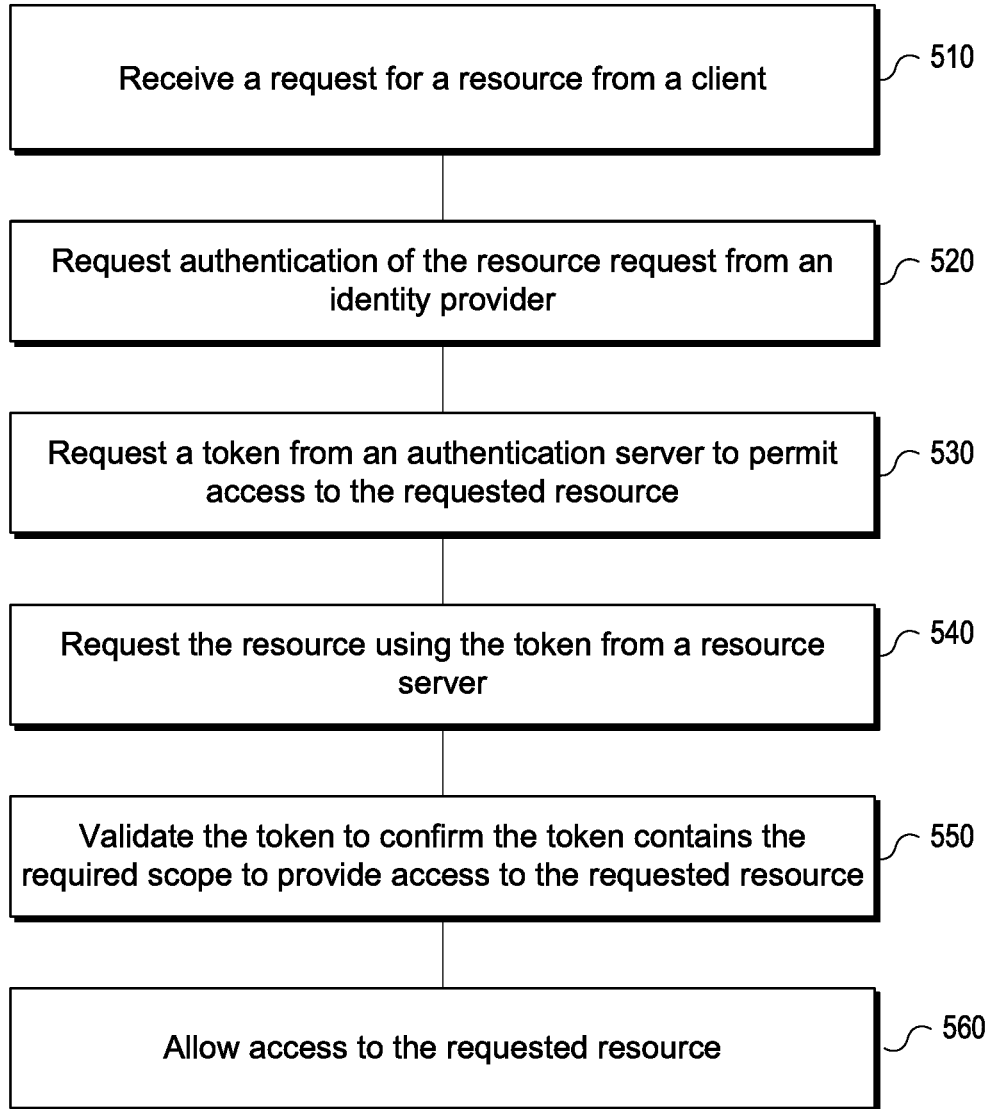 Receive a request for a resource from a client
510
Request authentication of the resource request from an
identity provider
520
Request a token from an authentication server to permit
access to the requested resource
530
Request the resource using the token from a resource
server
540
Validate the token to confirm the token contains the
required scope to provide access to the requested resource
550
Allow access to the requested resource
560